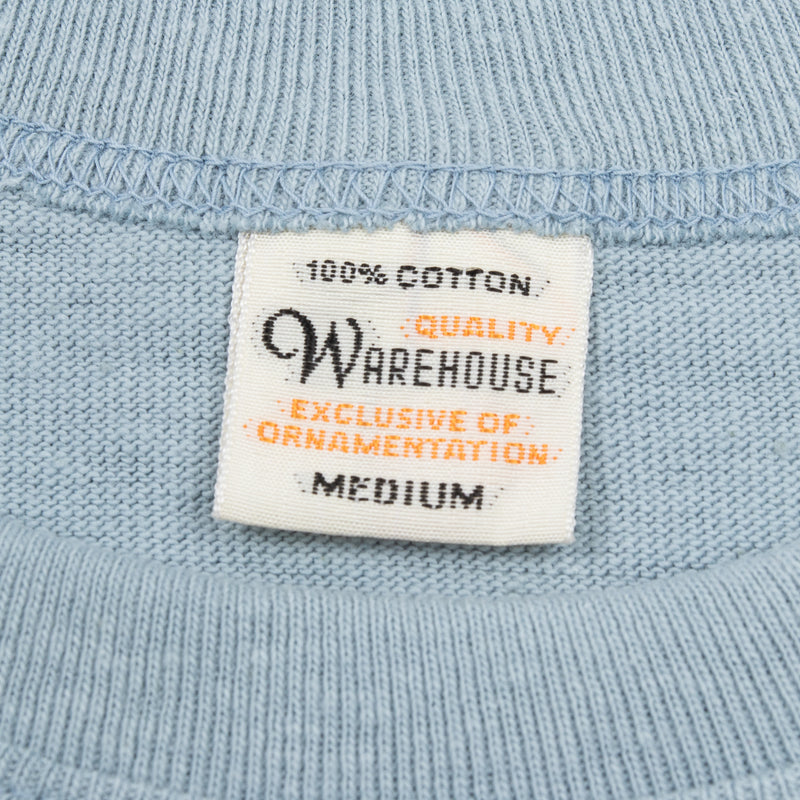 100% COTTON
QUALITY
WAREHOUSE
EXCLUSIVE OF
ORNAMENTATION
MEDIUM